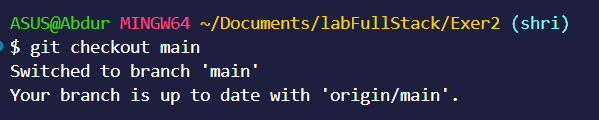 ASUS@Abdur MINGW64 ~/Documents/labFullStack/Exer2 (shri)
$ git checkout main
Switched to branch 'main'
Your branch is up to date with 'origin/main'.